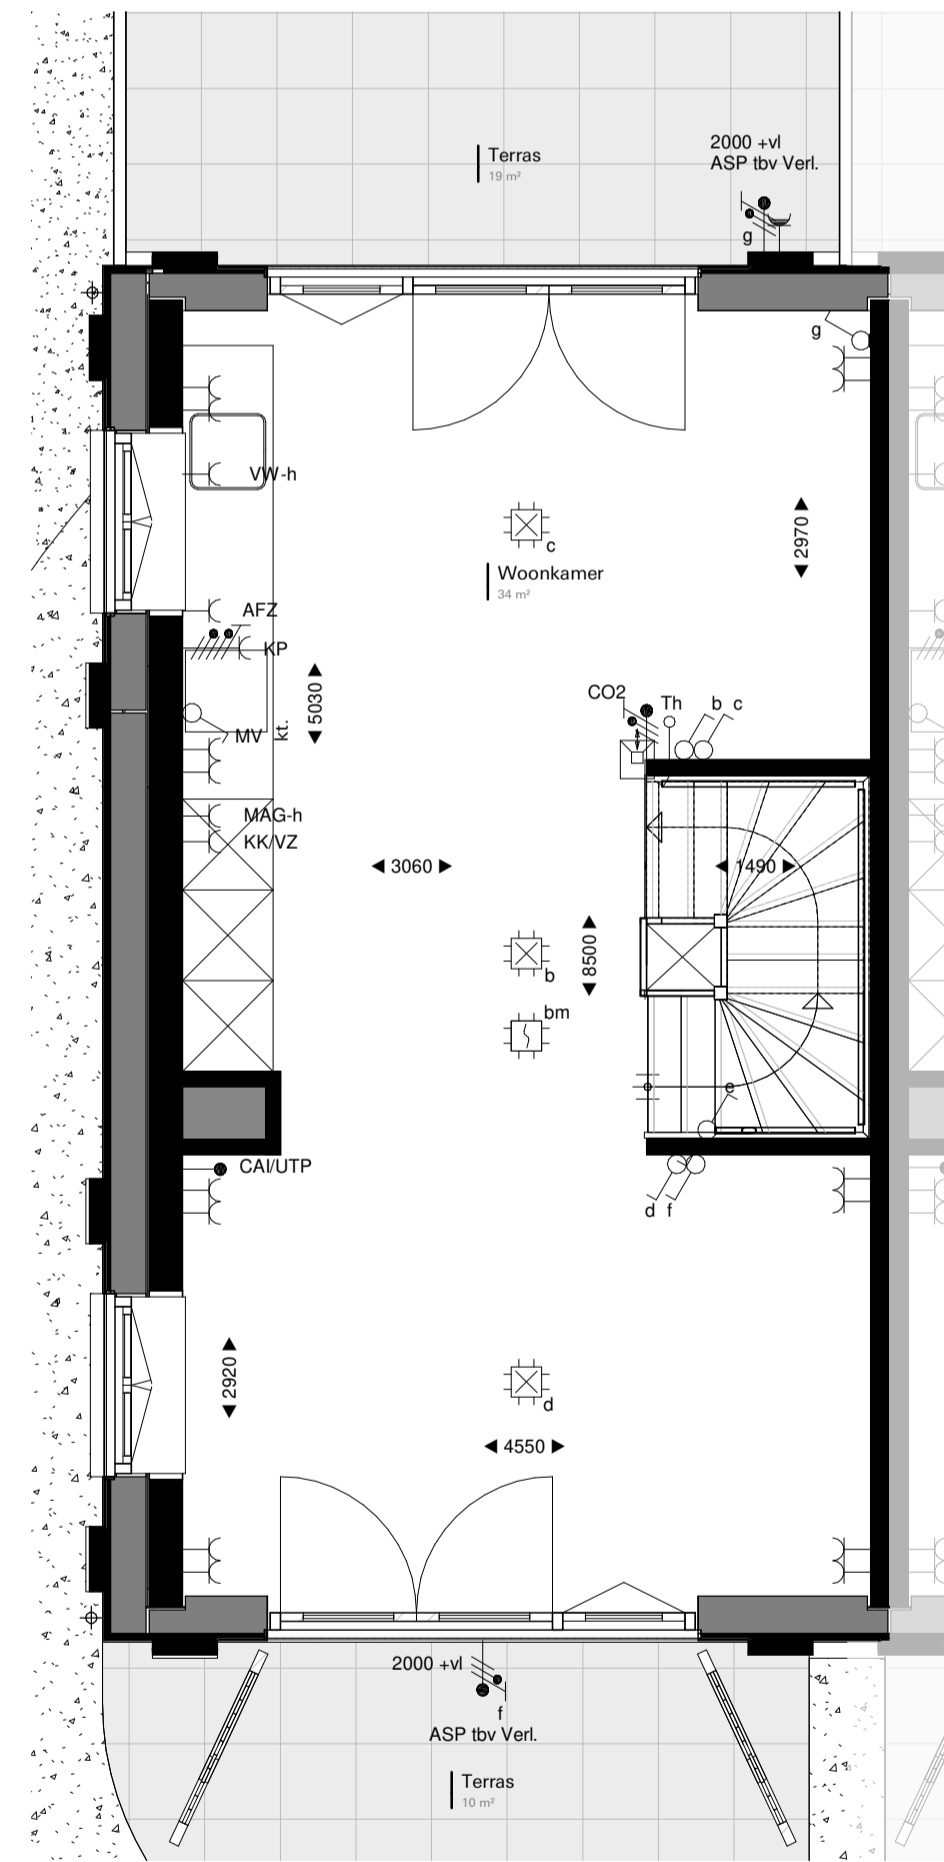 2000 +vl
ASP tbv Verl.
Terras
19 m²
g
g
VW-h
c
2970
Woonkamer
34 m²
AFZ
KP
5030
kt.
MV
CO2
Th
b c
MAG-h
KK/VZ
3060
1490
8500
b
bm
e
CAI/UTP
d f
2920
d
4550
2000 +vl
f
ASP tbv Verl.
Terras
10 m²